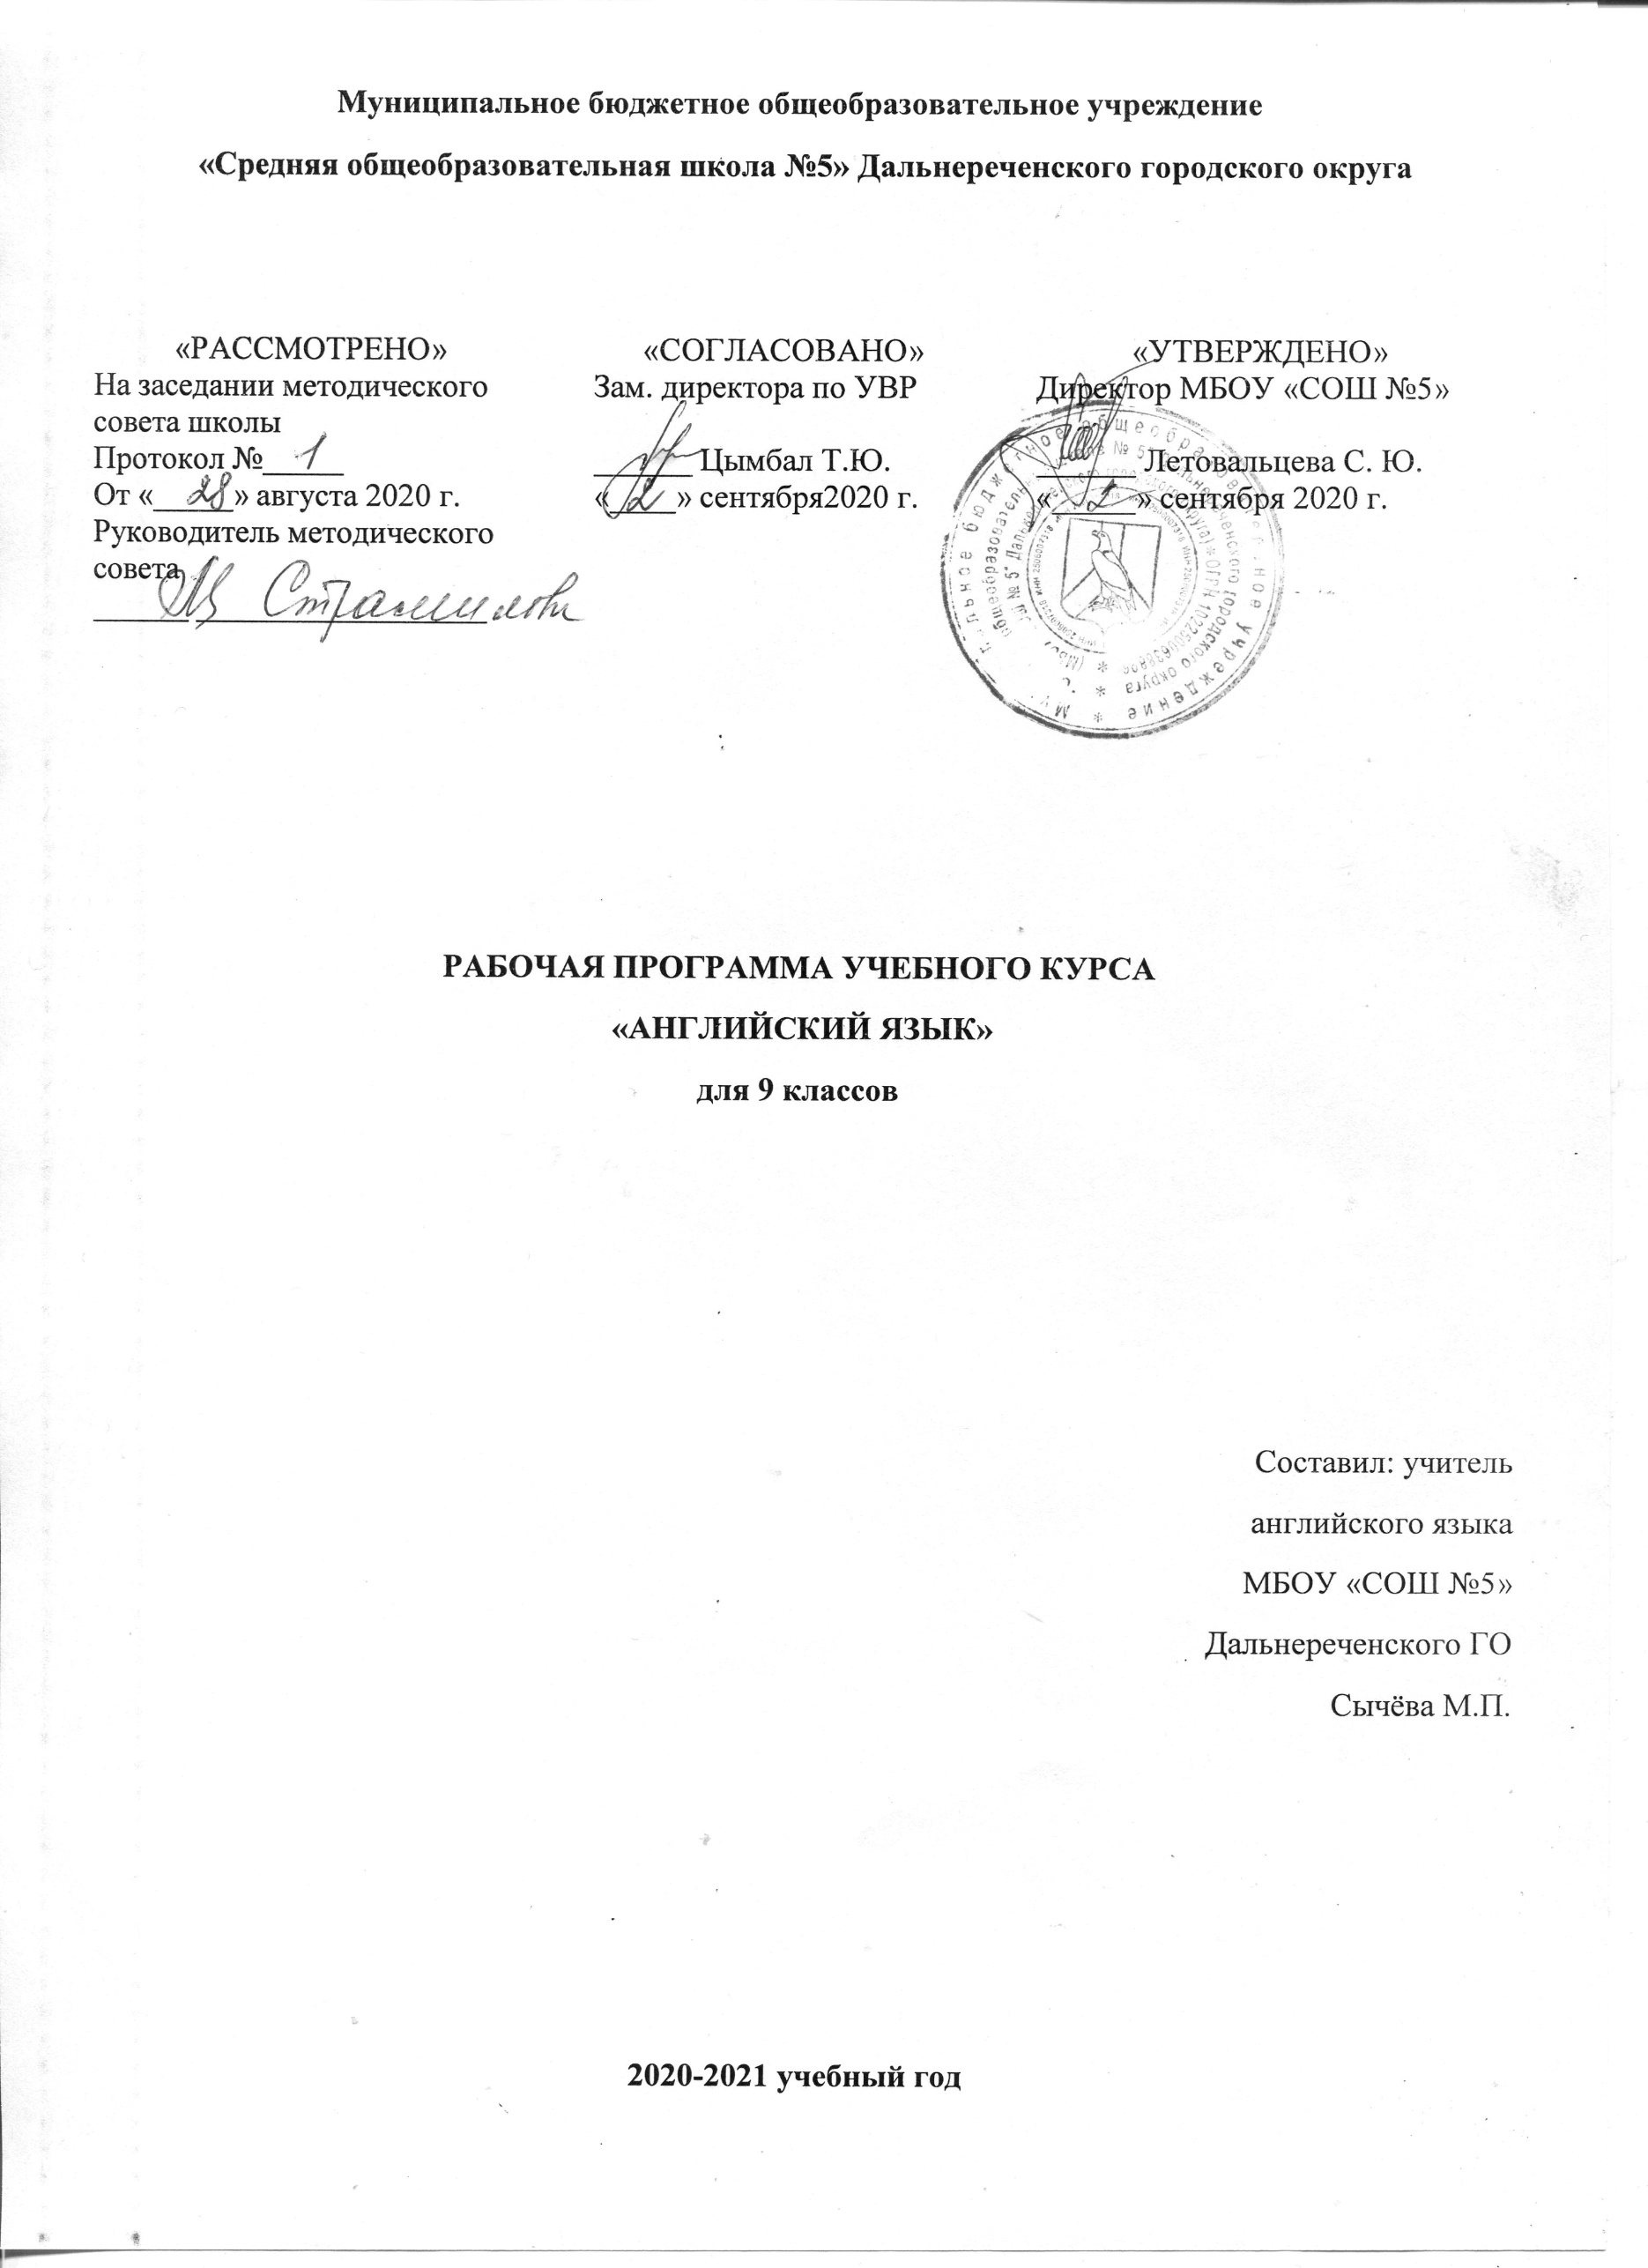 Муниципальное бюджетное общеобразовательное учреждение
«Средняя общеобразовательная школа №5» Дальнереченского городского округа
«РАССМОТРЕНО»
На заседании методического
совета школы
Протокол № 1
От «28» августа 2020 г.
Руководитель методического
совета
«СОГЛАСОВАНО»
Зам. директора по УВР
Цымбал Т.Ю.
«2» сентября2020 г.
«УТВЕРЖДЕНО»
Директор МБОУ «СОШ №5»
Летовальцева С. Ю.
«2» сентября 2020 г.
РАБОЧАЯ ПРОГРАММА УЧЕБНОГО КУРСА
«АНГЛИЙСКИЙ ЯЗЫК»
для 9 классов
Составил: учитель
английского языка
МБОУ «СОШ №5»
Дальнереченского ГО
Сычёва М.П.
2020-2021 учебный год